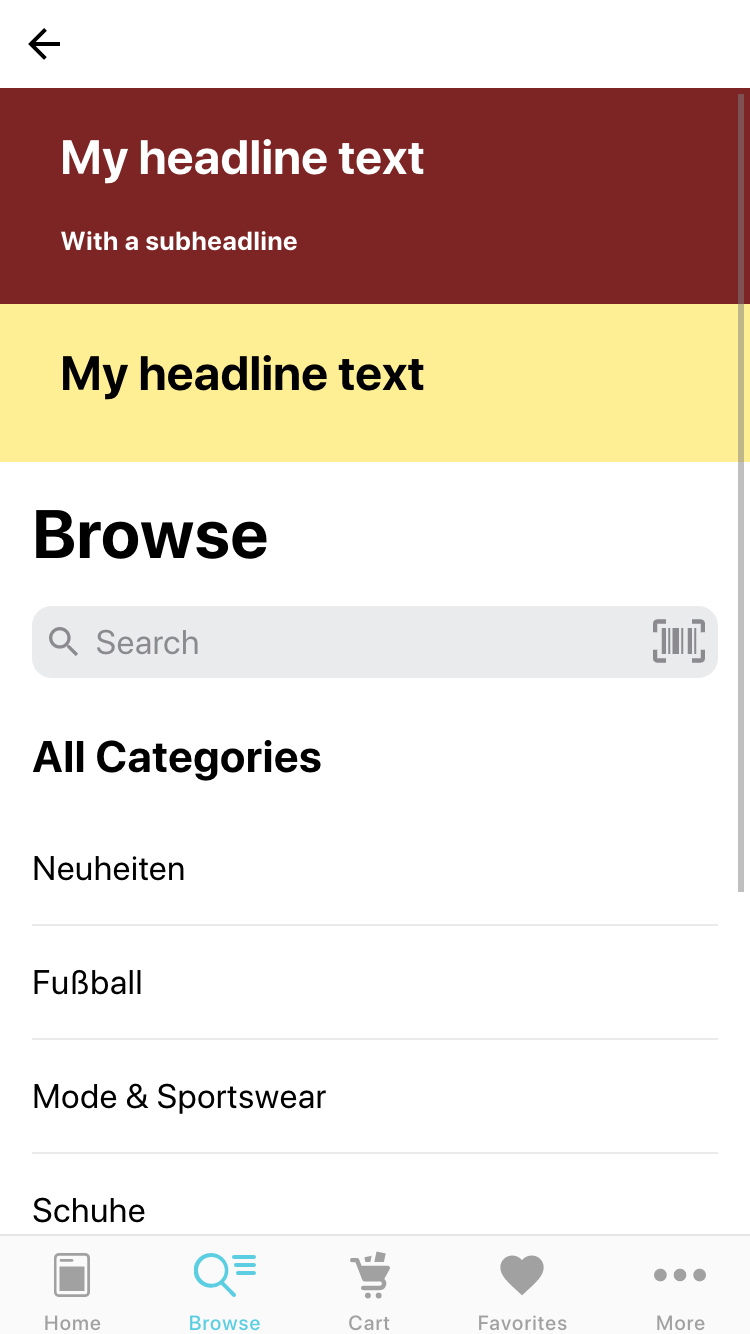 My headline text
With a subheadline
My headline text
Browse
Search
All Categories
Neuheiten
Fußball
Mode & Sportswear
Schuhe
Home Browse Cart Favorites More